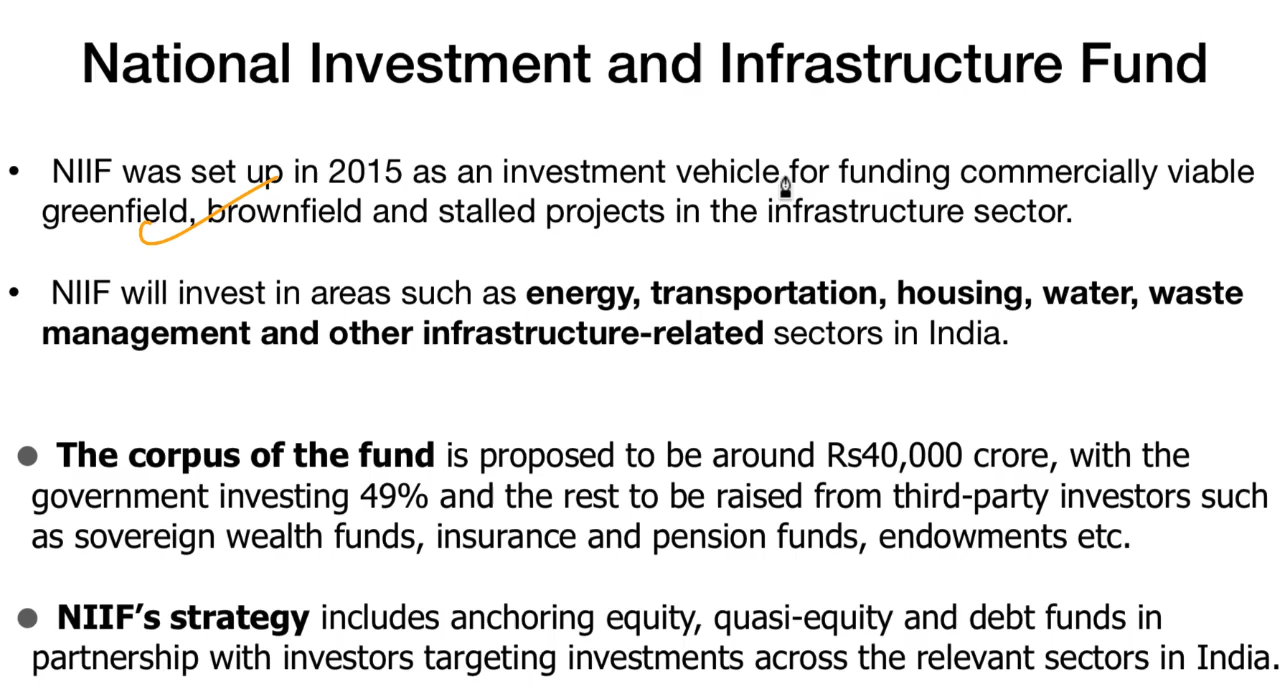 National Investment and Infrastructure Fund
• NIIF was set up in 2015 as an investment vehicle for funding commercially viable
greenfield, brownfield and stalled projects in the infrastructure sector.
• NIIF will invest in areas such as energy, transportation, housing, water, waste
management and other infrastructure-related sectors in India.
● The corpus of the fund is proposed to be around Rs40,000 crore, with the
government investing 49% and the rest to be raised from third-party investors such
as sovereign wealth funds, insurance and pension funds, endowments etc.
● NIIF’s strategy includes anchoring equity, quasi-equity and debt funds in
partnership with investors targeting investments across the relevant sectors in India.